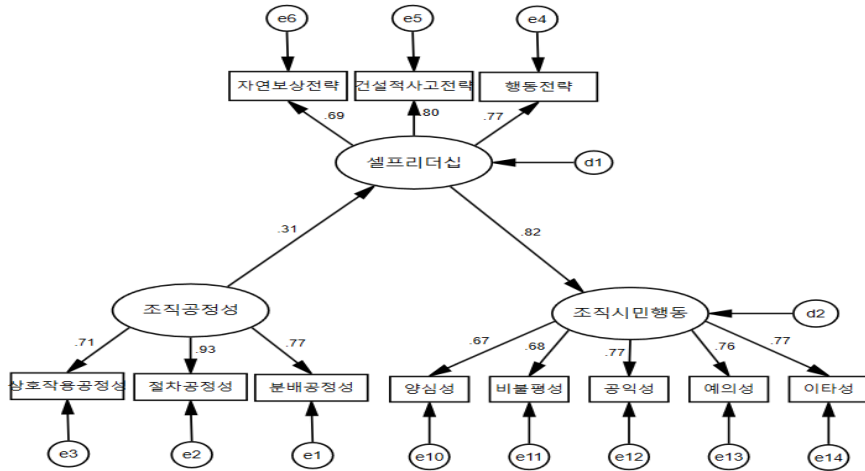 e6
e5
e4
자연보상전략
건설적사고전략
행동전략
.69
.80
.77
셀프리더십
d1
.31
.82
조직공정성
조직시민행동
d2
.71
.93
.77
.67
.68
.77
.76
.77
상호작용공정성
절차공정성
분배공정성
양심성
비불평성
공익성
예의성
이타성
e3
e2
e1
e10
e11
e12
e13
e14